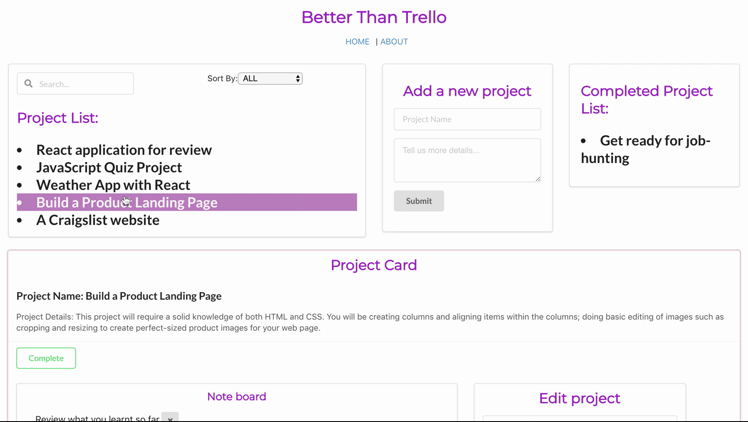 Better Than Trello
HOME | ABOUT
Search...
Sort By: ALL
Project List:
• React application for review
• JavaScript Quiz Project
• Weather App with React
• Build a Product Landing Page
• A Craigslist website
Add a new project
Project Name
Tell us more details...
Submit
Completed Project
List:
• Get ready for job-
hunting
Project Card
Project Name: Build a Product Landing Page
Project Details: This project will require a solid knowledge of both HTML and CSS. You will be creating columns and aligning items within the columns; doing basic editing of images such as
cropping and resizing to create perfect-sized product images for your web page.
Complete
Note board
Review what you learnt so far x
Edit project